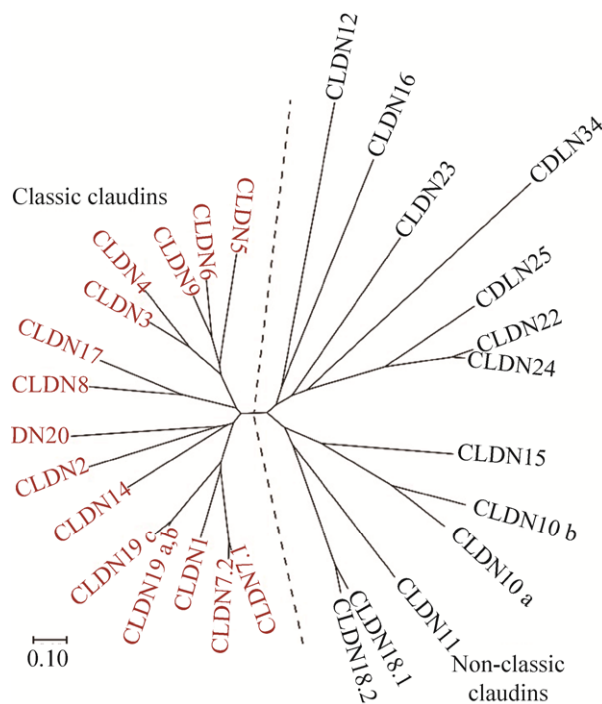 CLDN12
CLDN16
CDLN34
CLDN23
CDLN25
CLDN22
CLDN24
CLDN15
CLDN10 b
CLDN10 a
CLDN11
CLDN18.1
CLDN18.2
Non-classic
claudins
Classic claudins
CLDN5
CLDN6
CLDN9
CLDN4
CLDN3
CLDN17
CLDN8
DN20
CLDN2
CLDN14
CLDN19 c
CLDN19 a,b
CLDN1
CLDN7.2
CLDN7.1
0.10